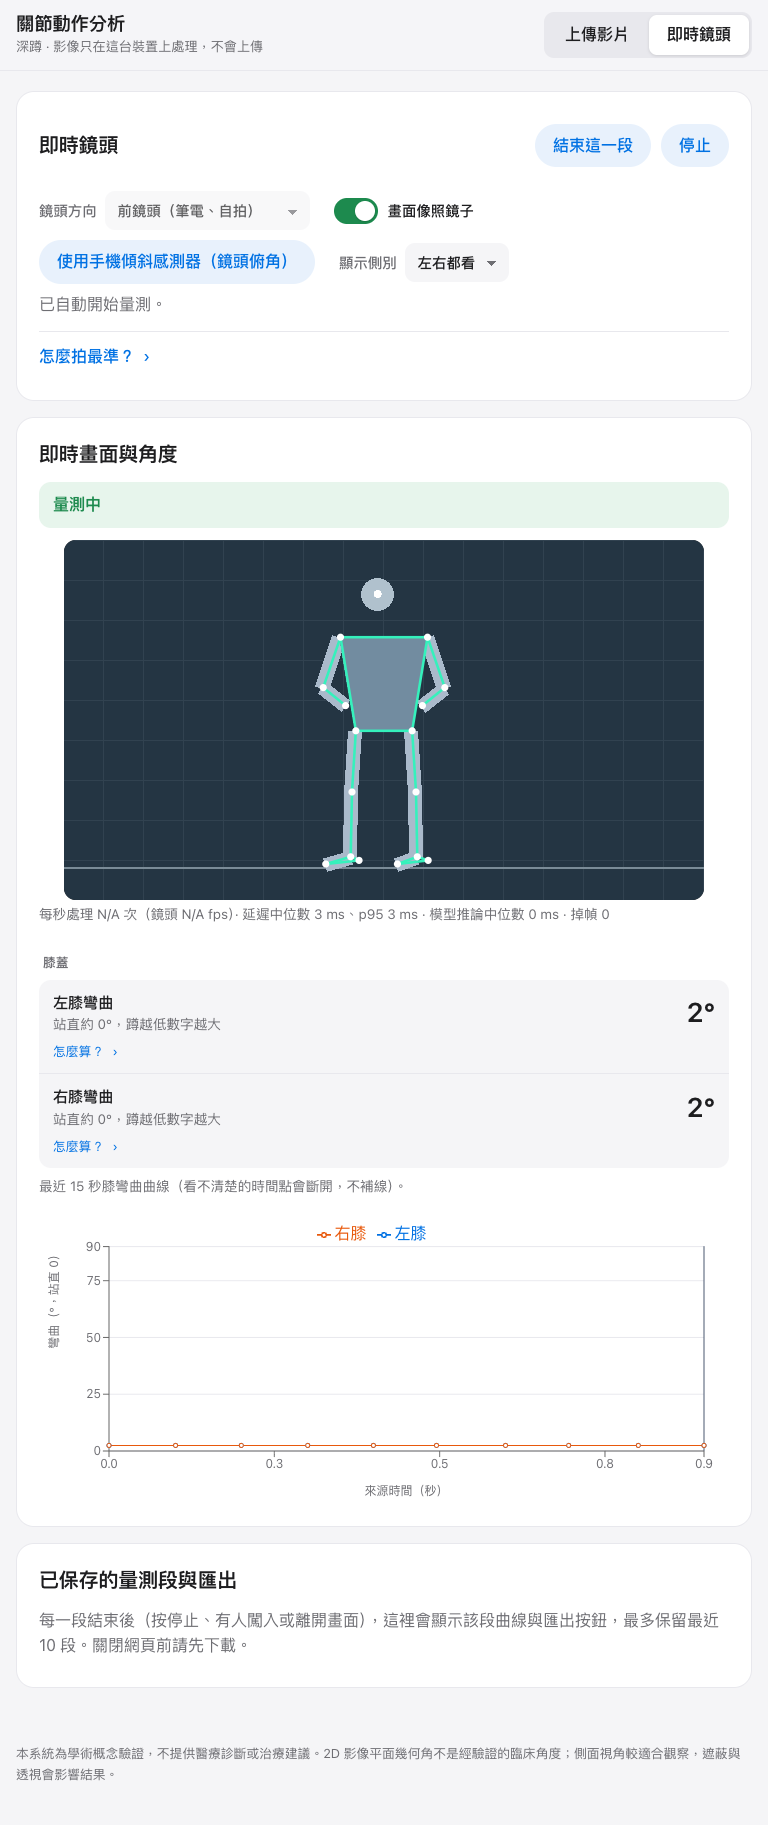 關節動作分析
深蹲 · 影像只在這台裝置上處理，不會上傳
上傳影片
即時鏡頭
即時鏡頭
結束這一段
停止
鏡頭方向
前鏡頭（筆電、自拍）
畫面像照鏡子
使用手機傾斜感測器（鏡頭俯角）
顯示側別
左右都看
已自動開始量測。
怎麼拍最準？ ›
即時畫面與角度
量測中
每秒處理 N/A 次（鏡頭 N/A fps）· 延遲中位數 3 ms、p95 3 ms · 模型推論中位數 0 ms · 掉幀 0
膝蓋
左膝彎曲
2°
站直約 0°，蹲越低數字越大
怎麼算？ ›
右膝彎曲
2°
站直約 0°，蹲越低數字越大
怎麼算？ ›
最近 15 秒膝彎曲曲線（看不清楚的時間點會斷開，不補線）。
右膝
左膝
彎曲（°，站直 0）
90
75
50
25
0
0.0
0.3
0.5
0.8
0.9
來源時間（秒）
已保存的量測段與匯出
每一段結束後（按停止、有人闖入或離開畫面），這裡會顯示該段曲線與匯出按鈕，最多保留最近
10 段。關閉網頁前請先下載。
本系統為學術概念驗證，不提供醫療診斷或治療建議。2D 影像平面幾何角不是經驗證的臨床角度；側面視角較適合觀察，遮蔽與
透視會影響結果。